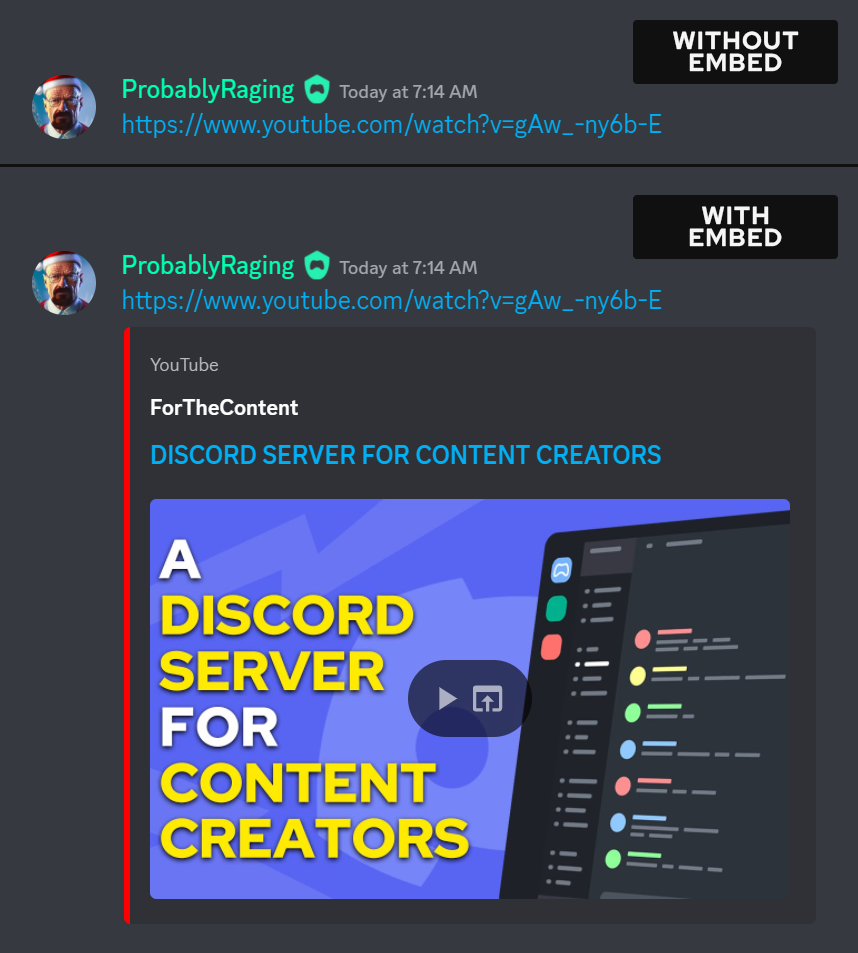 WITHOUT
EMBED
ProbablyRaging Today at 7:14 AM
https://www.youtube.com/watch?v=gAw_-ny6b-E
WITH
EMBED
ProbablyRaging Today at 7:14 AM
https://www.youtube.com/watch?v=gAw_-ny6b-E
YouTube
ForTheContent
DISCORD SERVER FOR CONTENT CREATORS
A
DISCORD
SERVER
FOR
CONTENT
CREATORS